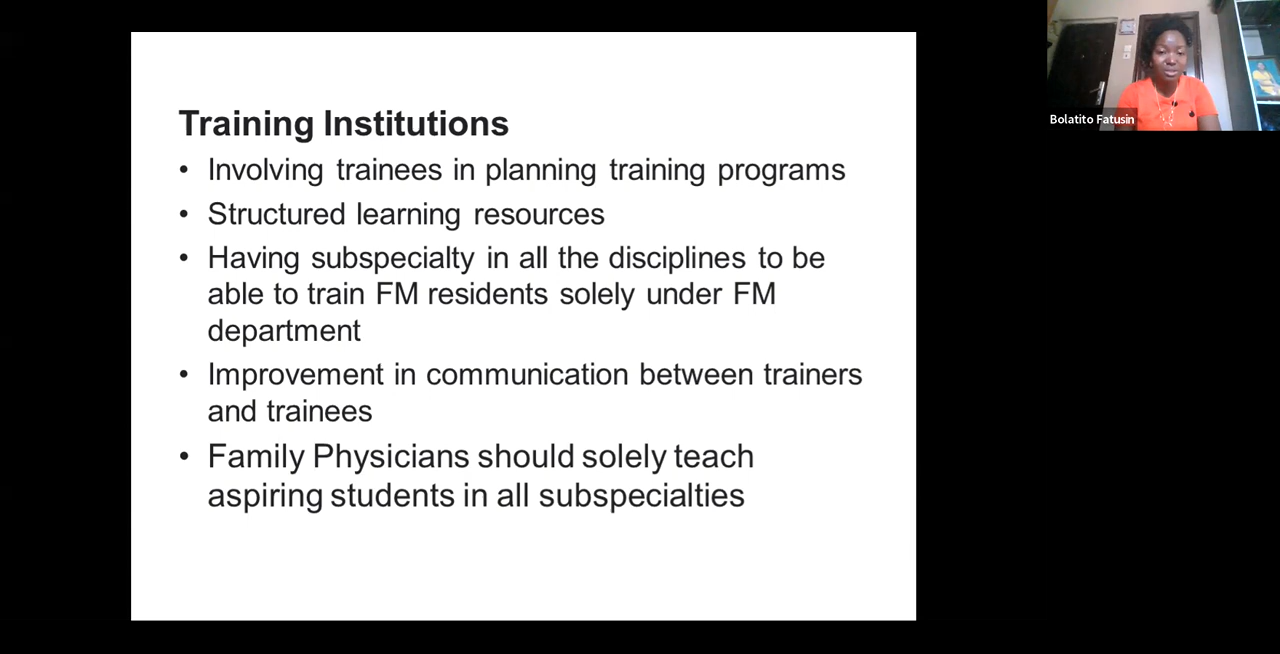 Training Institutions
• Involving trainees in planning training programs
• Structured learning resources
• Having subspecialty in all the disciplines to be
able to train FM residents solely under FM
department
• Improvement in communication between trainers
and trainees
• Family Physicians should solely teach
aspiring students in all subspecialties
Bolatito Fatusin